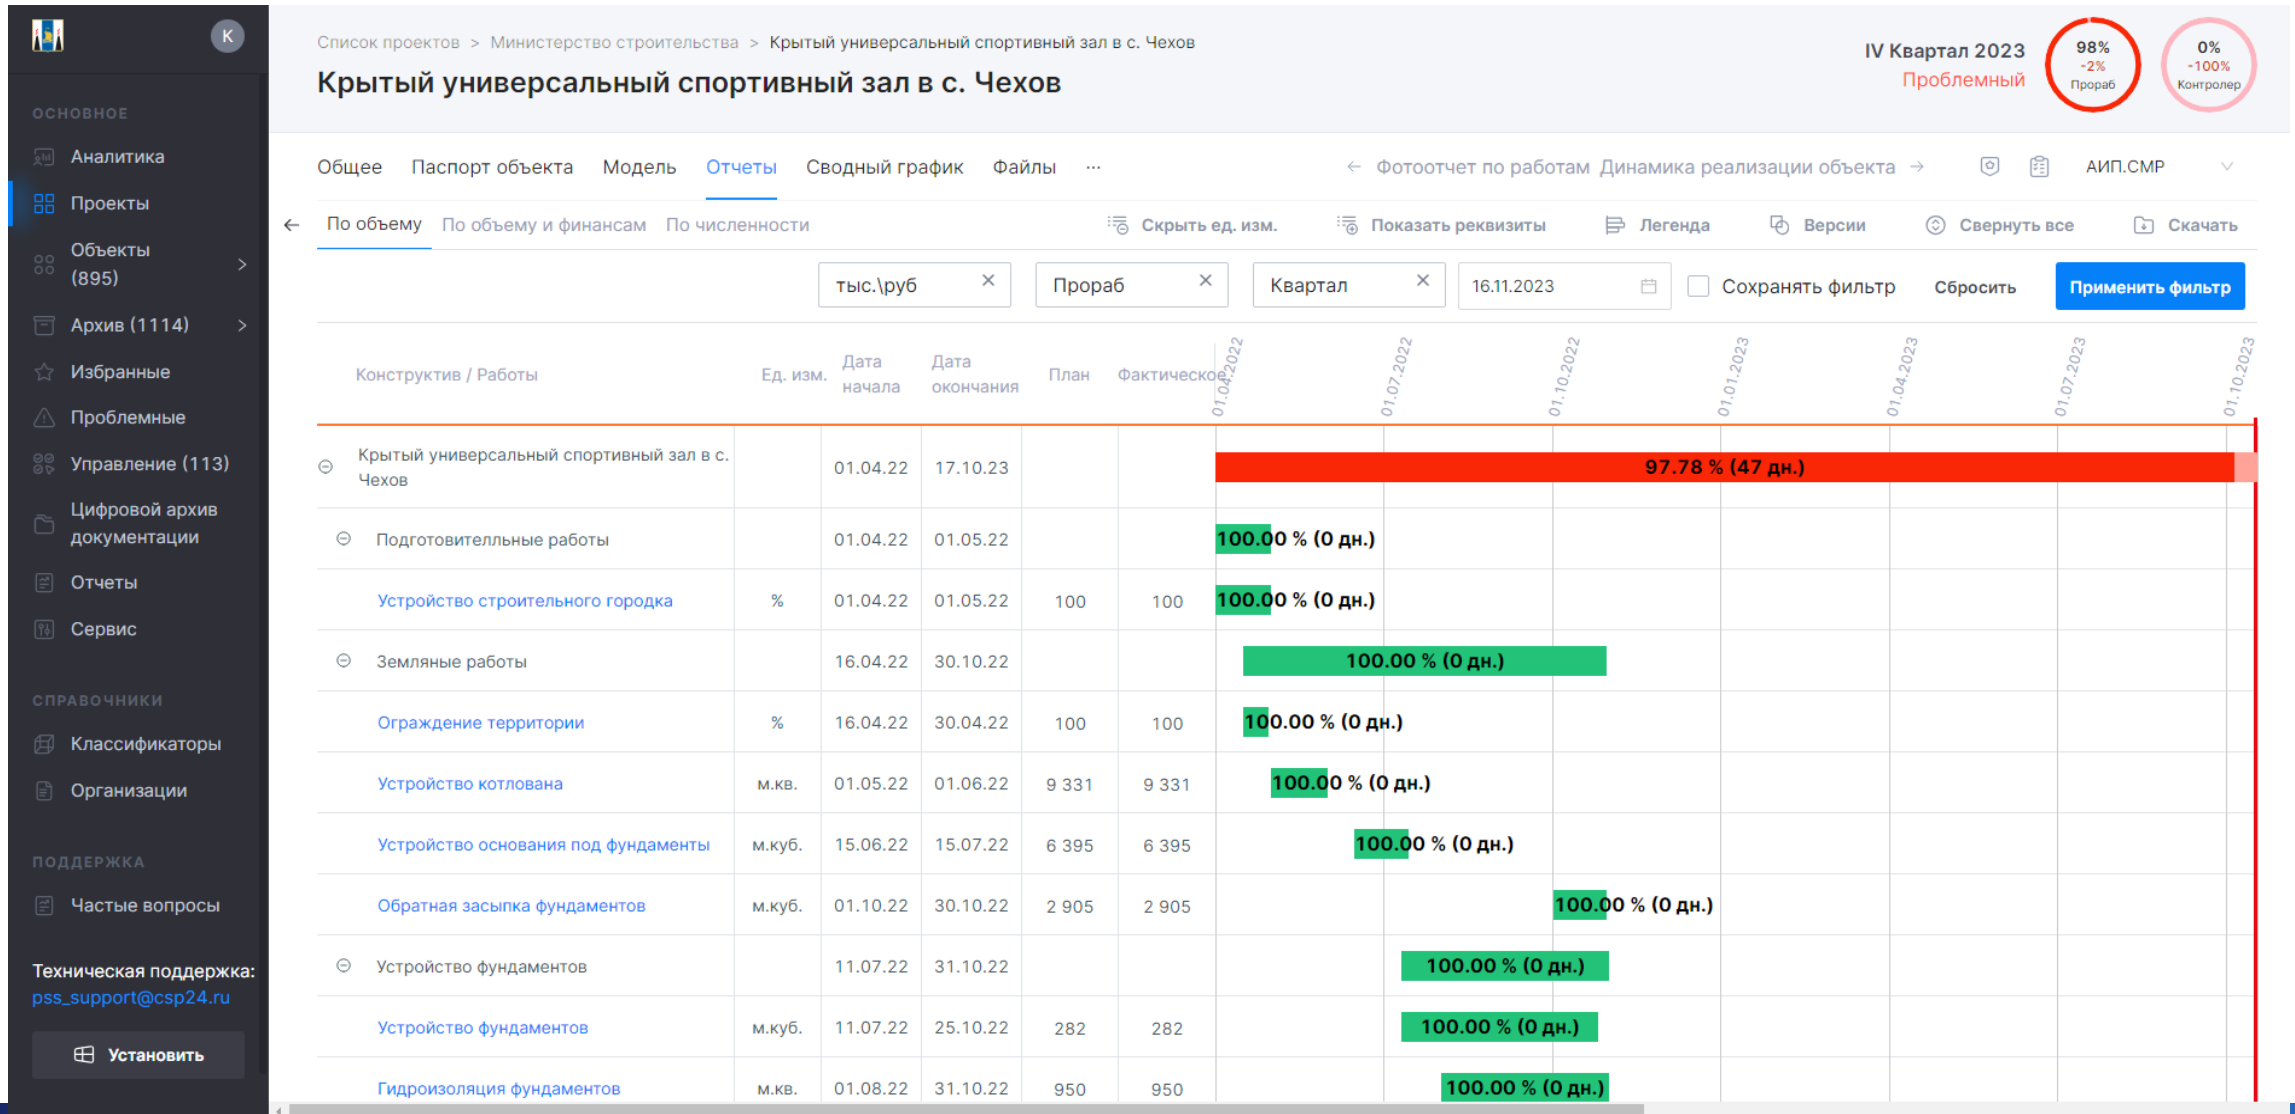 K
ОСНОВНОЕ
Аналитика
Проекты
Объекты
(895)
Архив (1114)
Избранные
Проблемные
Управление (113)
Цифровой архив
документации
Отчеты
Сервис
СПРАВОЧНИКИ
Классификаторы
Организации
ПОДДЕРЖКА
Частые вопросы
Техническая поддержка:
pss_support@csp24.ru
Установить
Список проектов > Министерство строительства > Крытый универсальный спортивный зал в с. Чехов
Крытый универсальный спортивный зал в с. Чехов
IV Квартал 2023
Проблемный
98%
-2%
Прораб
0%
-100%
Контролер
Общее Паспорт объекта Модель Отчеты Сводный график Файлы ...
← Фотоотчет по работам Динамика реализации объекта →
АИП.СМР
← По объему По объему и финансам По численности
Скрыть ед. изм. Показать реквизиты Легенда Версии Свернуть все Скачать
тыс.\руб × Прораб × Квартал × 16.11.2023 Сохранять фильтр Сбросить Применить фильтр
Конструктив / Работы Ед. изм. Дата начала Дата окончания План Фактическое 01.04.2022 01.07.2022 01.10.2022 01.01.2023 01.04.2023 01.07.2023 01.10.2023
Крытый универсальный спортивный зал в с.
Чехов 01.04.22 17.10.23 97.78 % (47 дн.)
Подготовителльные работы 01.04.22 01.05.22 100.00 % (0 дн.)
Устройство строительного городка % 01.04.22 01.05.22 100 100 100.00 % (0 дн.)
Земляные работы 16.04.22 30.10.22 100.00 % (0 дн.)
Ограждение территории % 16.04.22 30.04.22 100 100 100.00 % (0 дн.)
Устройство котлована м.кв. 01.05.22 01.06.22 9 331 9 331 100.00 % (0 дн.)
Устройство основания под фундаменты м.куб. 15.06.22 15.07.22 6 395 6 395 100.00 % (0 дн.)
Обратная засыпка фундаментов м.куб. 01.10.22 30.10.22 2 905 2 905 100.00 % (0 дн.)
Устройство фундаментов 11.07.22 31.10.22 100.00 % (0 дн.)
Устройство фундаментов м.куб. 11.07.22 25.10.22 282 282 100.00 % (0 дн.)
Гидроизоляция фундаментов м.кв. 01.08.22 31.10.22 950 950 100.00 % (0 дн.)